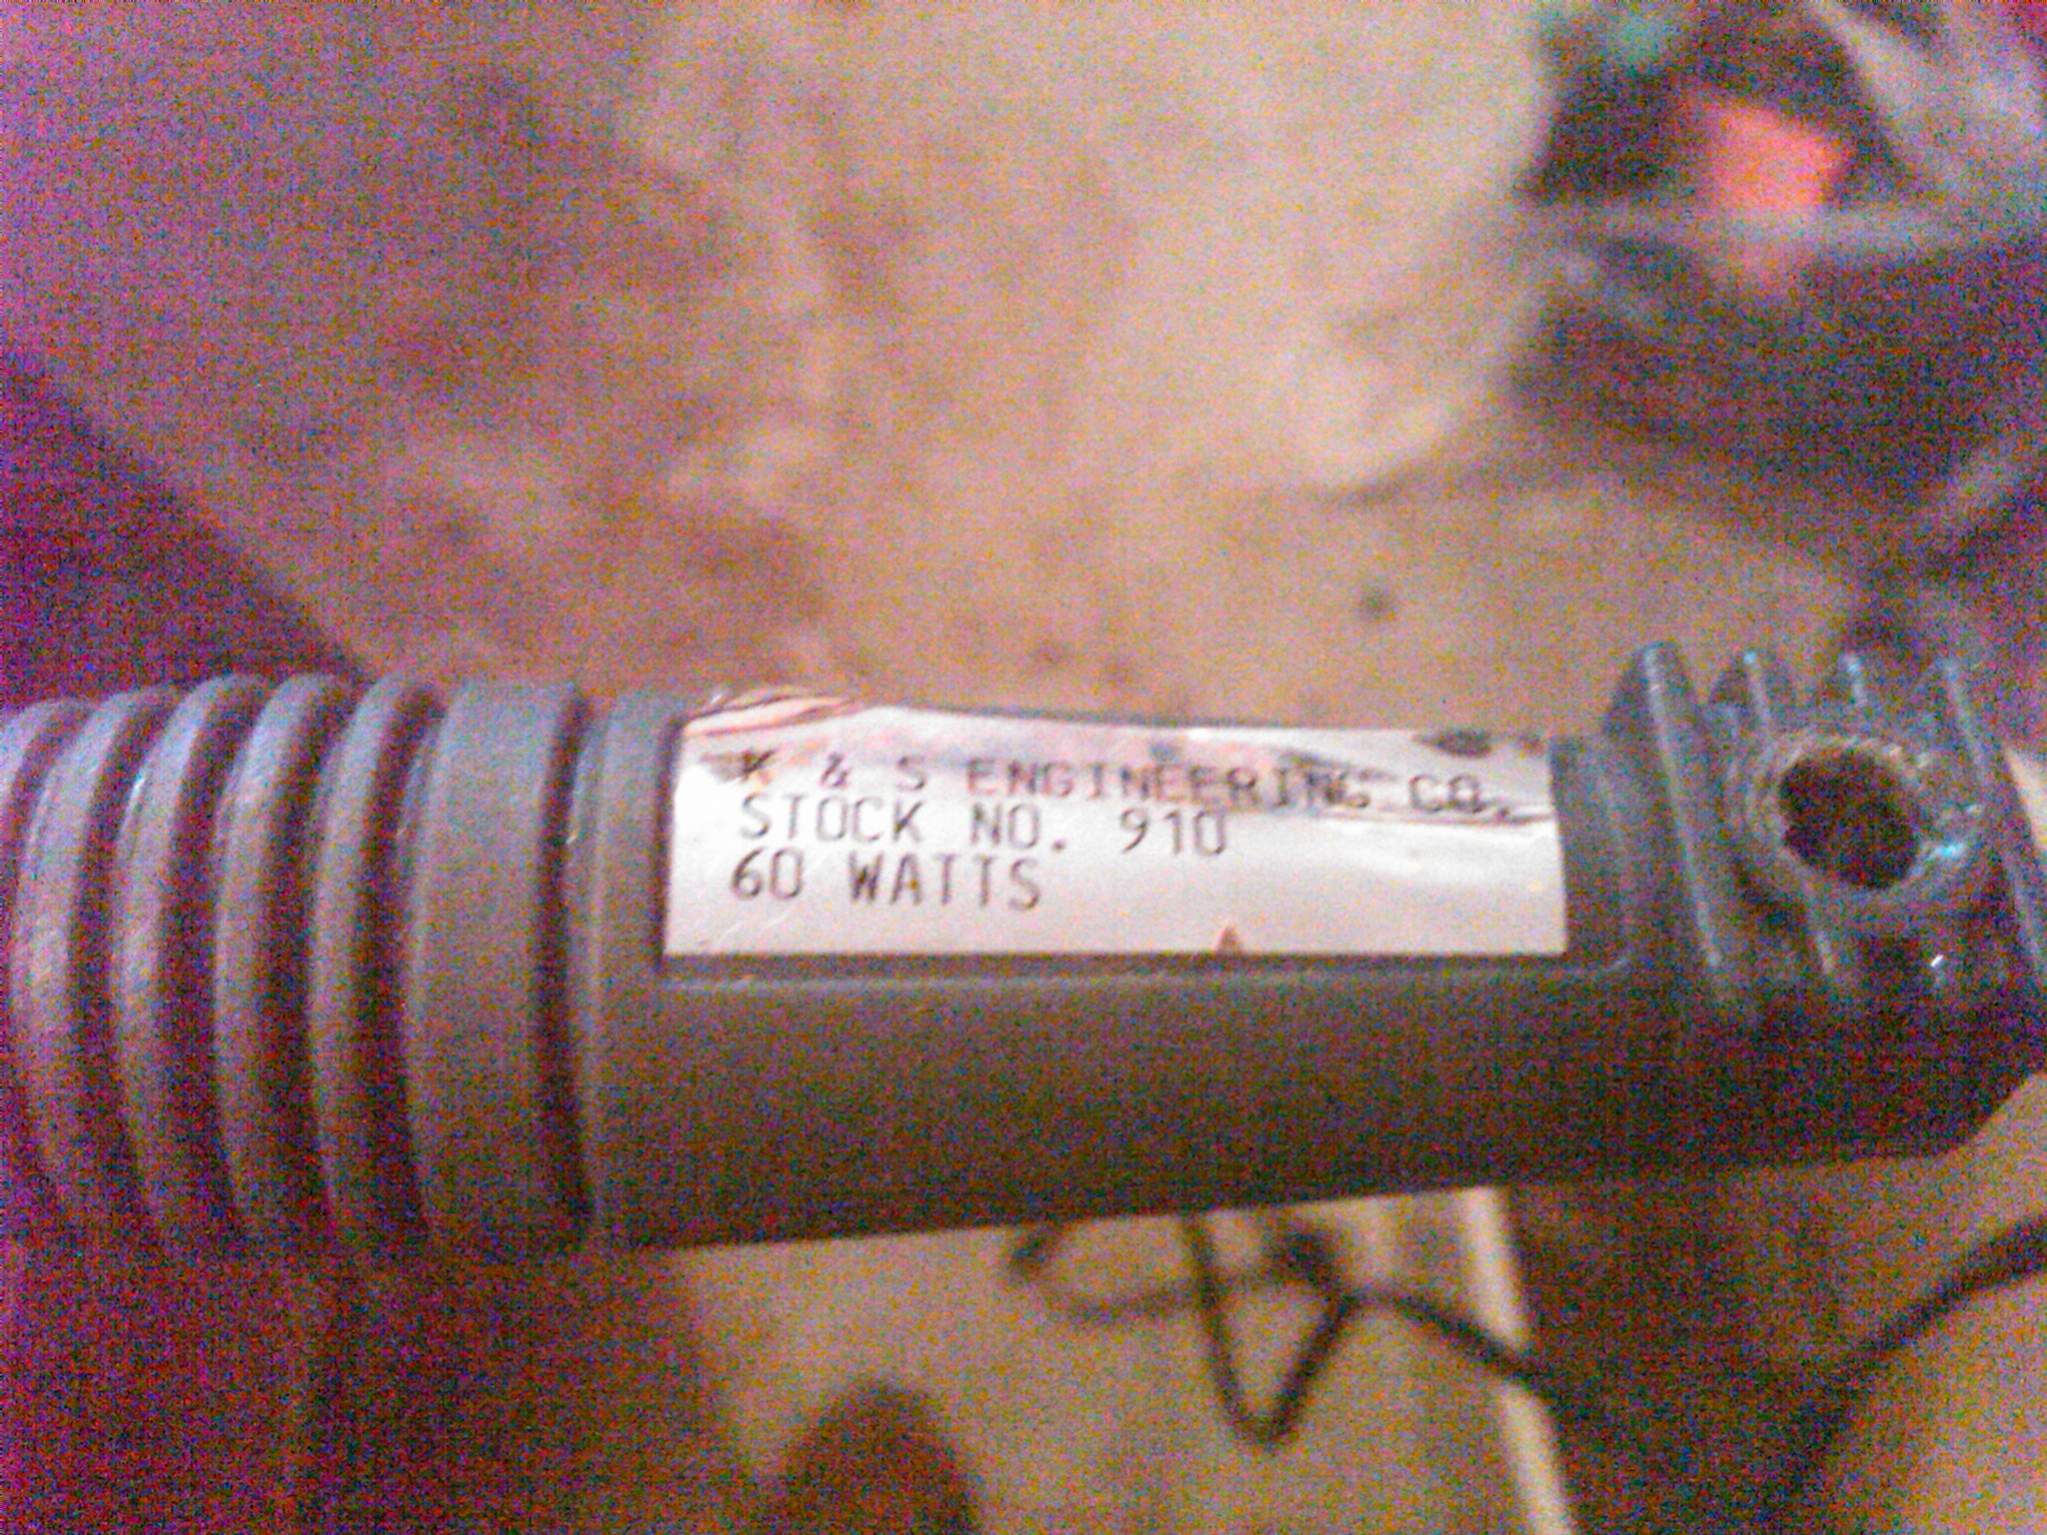 K & S ENGINEERING CO.
STOCK NO. 910
60 WATTS